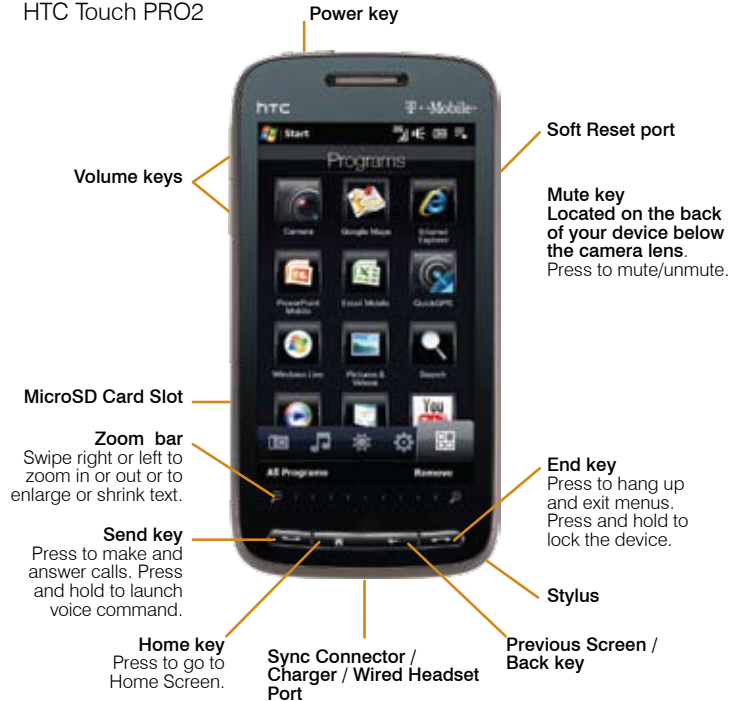 HTC Touch PRO2
Power key
hTC
T··Mobile·
Start
Soft Reset port
Programs
Volume keys
Mute key
Located on the back
of your device below
the camera lens.
Press to mute/unmute.
Camera
Google Maps
Internet
Explorer
PowerPoint
Mobile
Excel Mobile
QuickGPS
Windows Live
Pictures &
Videos
Search
You
MicroSD Card Slot
Zoom bar
Swipe right or left to
zoom in or out or to
enlarge or shrink text.
All Programs
Remove
End key
Press to hang up
and exit menus.
Press and hold to
lock the device.
Send key
Press to make and
answer calls. Press
and hold to launch
voice command.
Stylus
Home key
Press to go to
Home Screen.
Sync Connector /
Charger / Wired Headset
Port
Previous Screen /
Back key